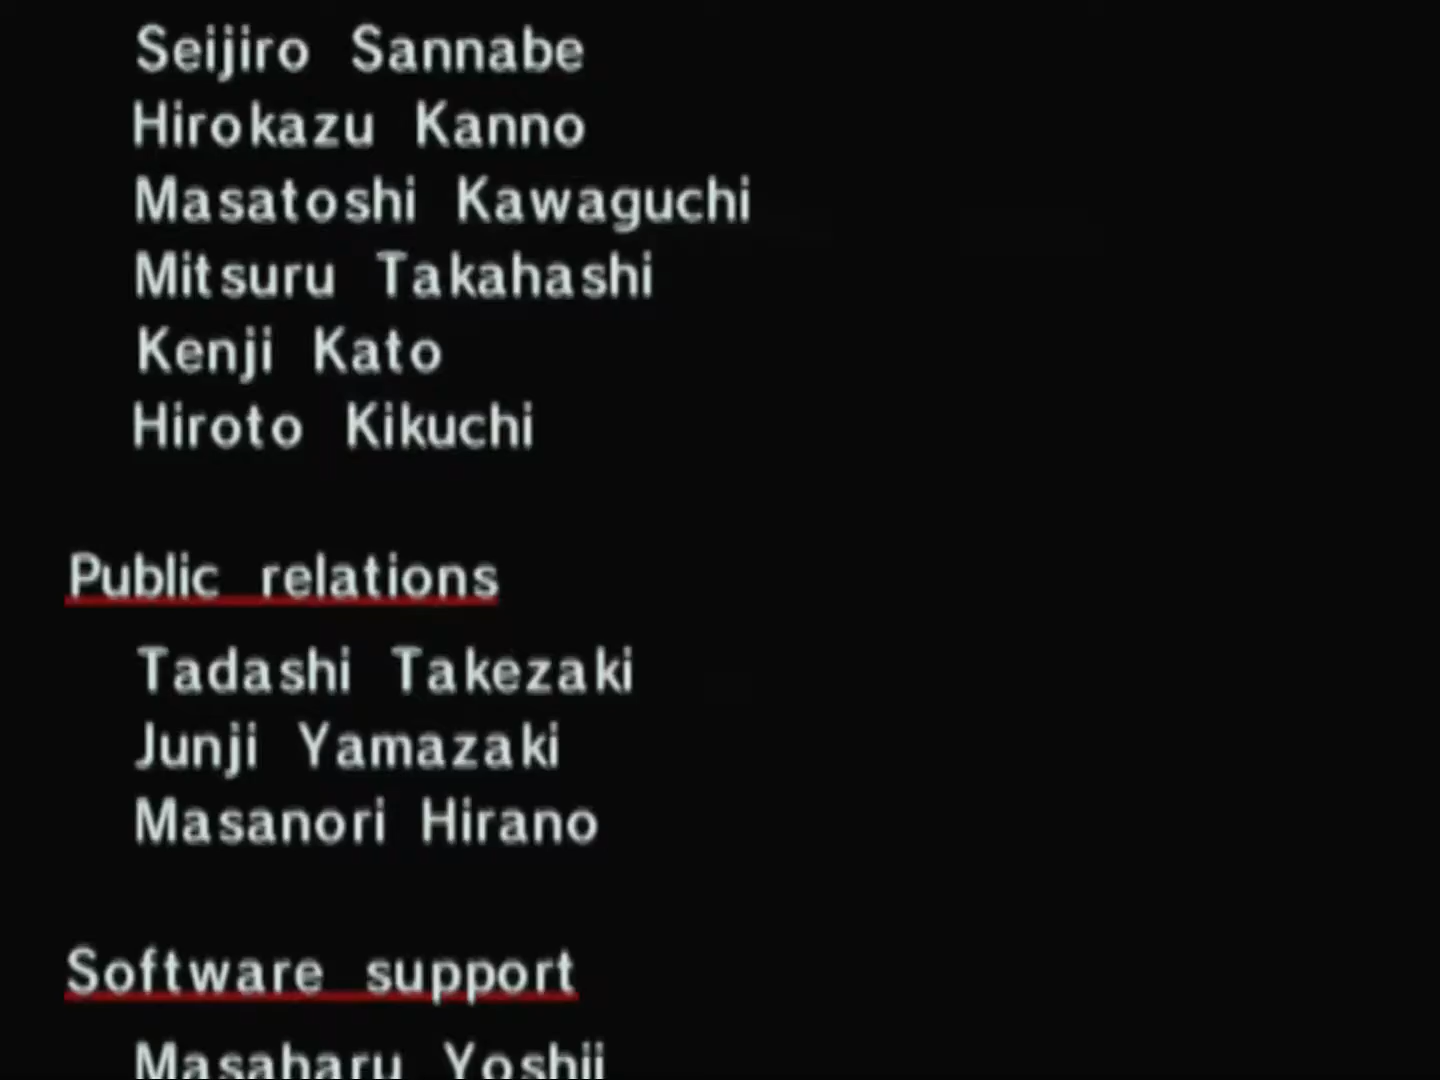 Seijiro Sannabe
Hirokazu Kanno
Masatoshi Kawaguchi
Mitsuru Takahashi
Kenji Kato
Hiroto Kikuchi
Public relations
Tadashi Takezaki
Junji Yamazaki
Masanori Hirano
Software support
Masaharu Yoshii